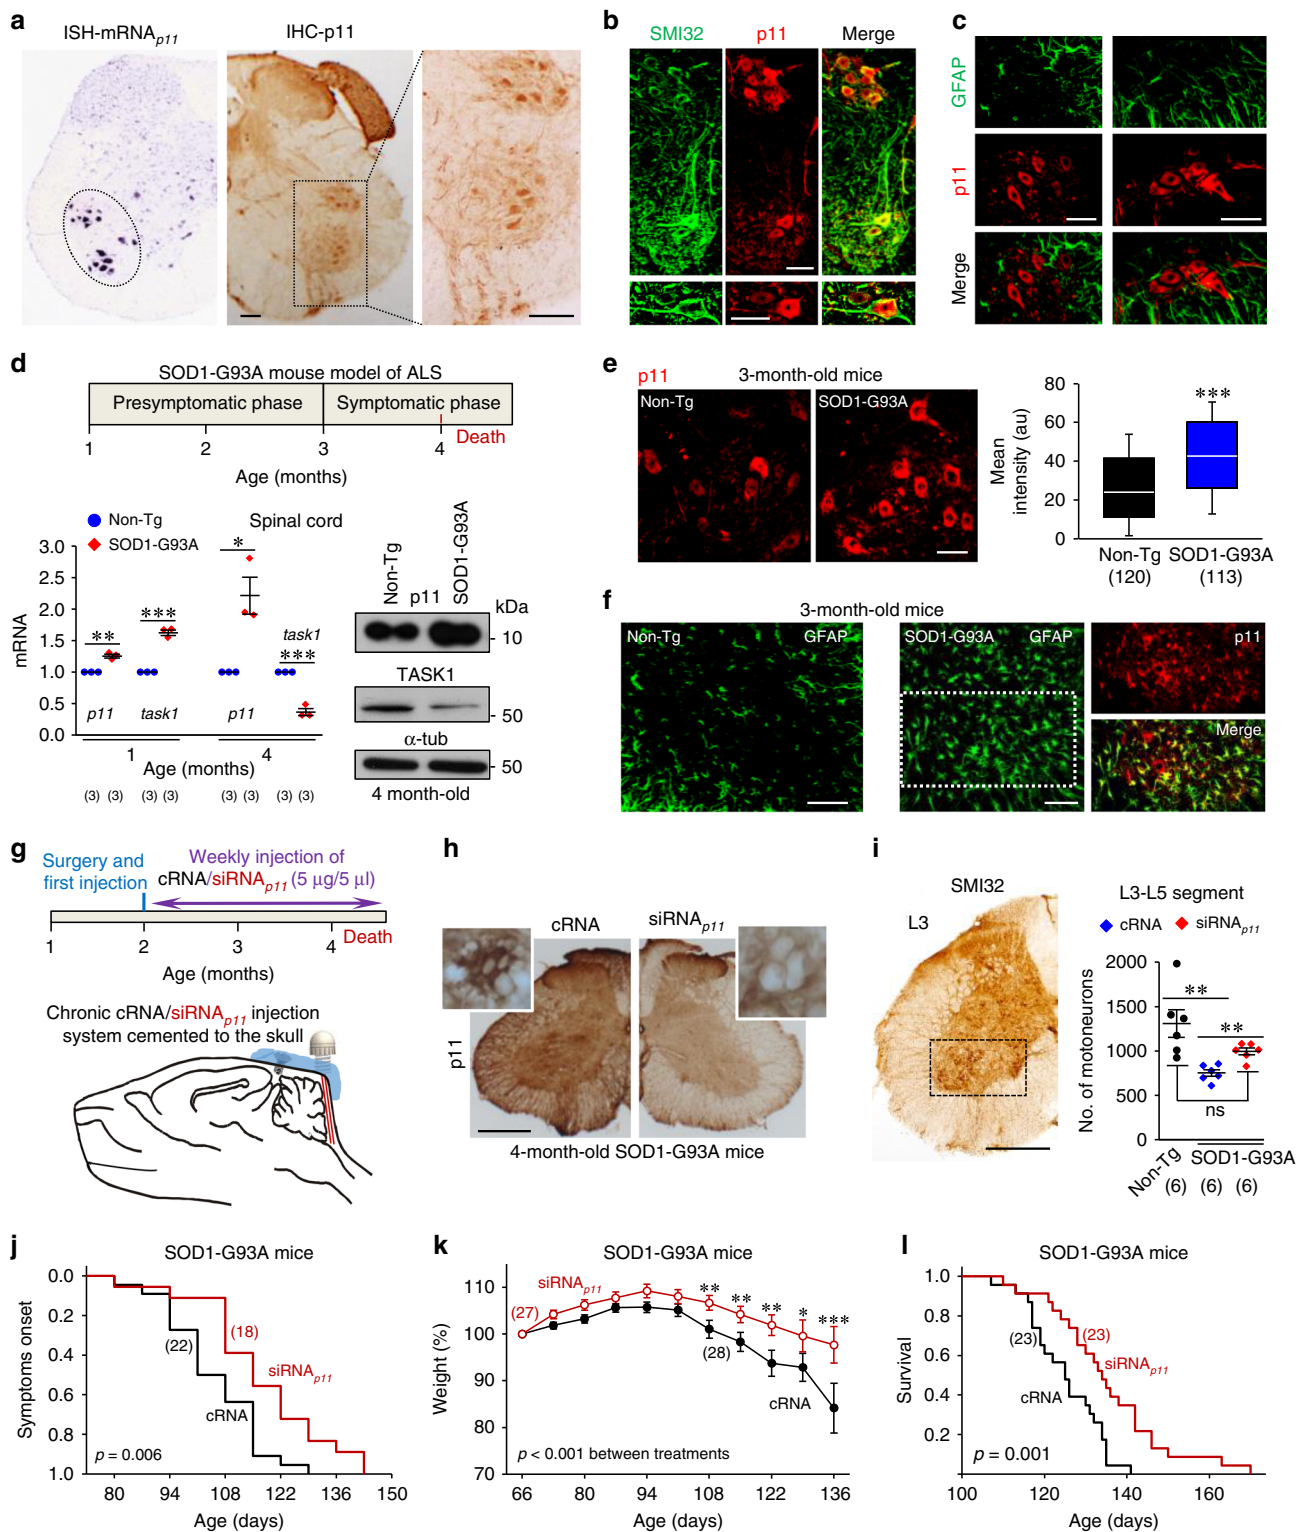 a
ISH-mRNAp11
IHC-p11
b
SMI32
p11
Merge
c
GFAP
p11
Merge
d
SOD1-G93A mouse model of ALS
Presymptomatic phase
Symptomatic phase
Death
1 2 3 4
Age (months)
Non-Tg
SOD1-G93A
Spinal cord
mRNA
3.0
2.5
2.0
1.5
1.0
0.5
0.0
**
***
*
task1
***
p11
task1
p11
1
4
Age (months)
(3) (3) (3) (3) (3) (3) (3) (3)
Non-Tg
SOD1-G93A
p11
kDa
- 10
TASK1
- 50
α-tub
- 50
4 month-old
e
p11
3-month-old mice
Non-Tg
SOD1-G93A
Mean intensity (au)
80
60
40
20
0
***
Non-Tg
(120)
SOD1-G93A
(113)
f
3-month-old mice
Non-Tg
GFAP
SOD1-G93A
GFAP
p11
Merge
g
Surgery and
first injection
Weekly injection of
cRNA/siRNAp11 (5 μg/5 μl)
1 2 3 4
Death
Age (months)
Chronic cRNA/siRNAp11 injection
system cemented to the skull
h
cRNA
siRNAp11
p11
4-month-old SOD1-G93A mice
i
SMI32
L3
L3-L5 segment
cRNA
siRNAp11
No. of motoneurons
2000
1500
1000
500
0
**
**
ns
Non-Tg
SOD1-G93A
(6) (6) (6)
j
SOD1-G93A mice
Symptoms onset
0.0
0.2
0.4
0.6
0.8
1.0
(22)
(18)
siRNAp11
cRNA
p = 0.006
80 94 108 122 136 150
Age (days)
k
SOD1-G93A mice
Weight (%)
110
100
90
80
70
siRNAp11
(27)
** ** ** * ***
(28)
cRNA
p < 0.001 between treatments
66 80 94 108 122 136
Age (days)
l
SOD1-G93A mice
Survival
1.0
0.8
0.6
0.4
0.2
(23)
(23)
siRNAp11
cRNA
p = 0.001
100 120 140 160
Age (days)